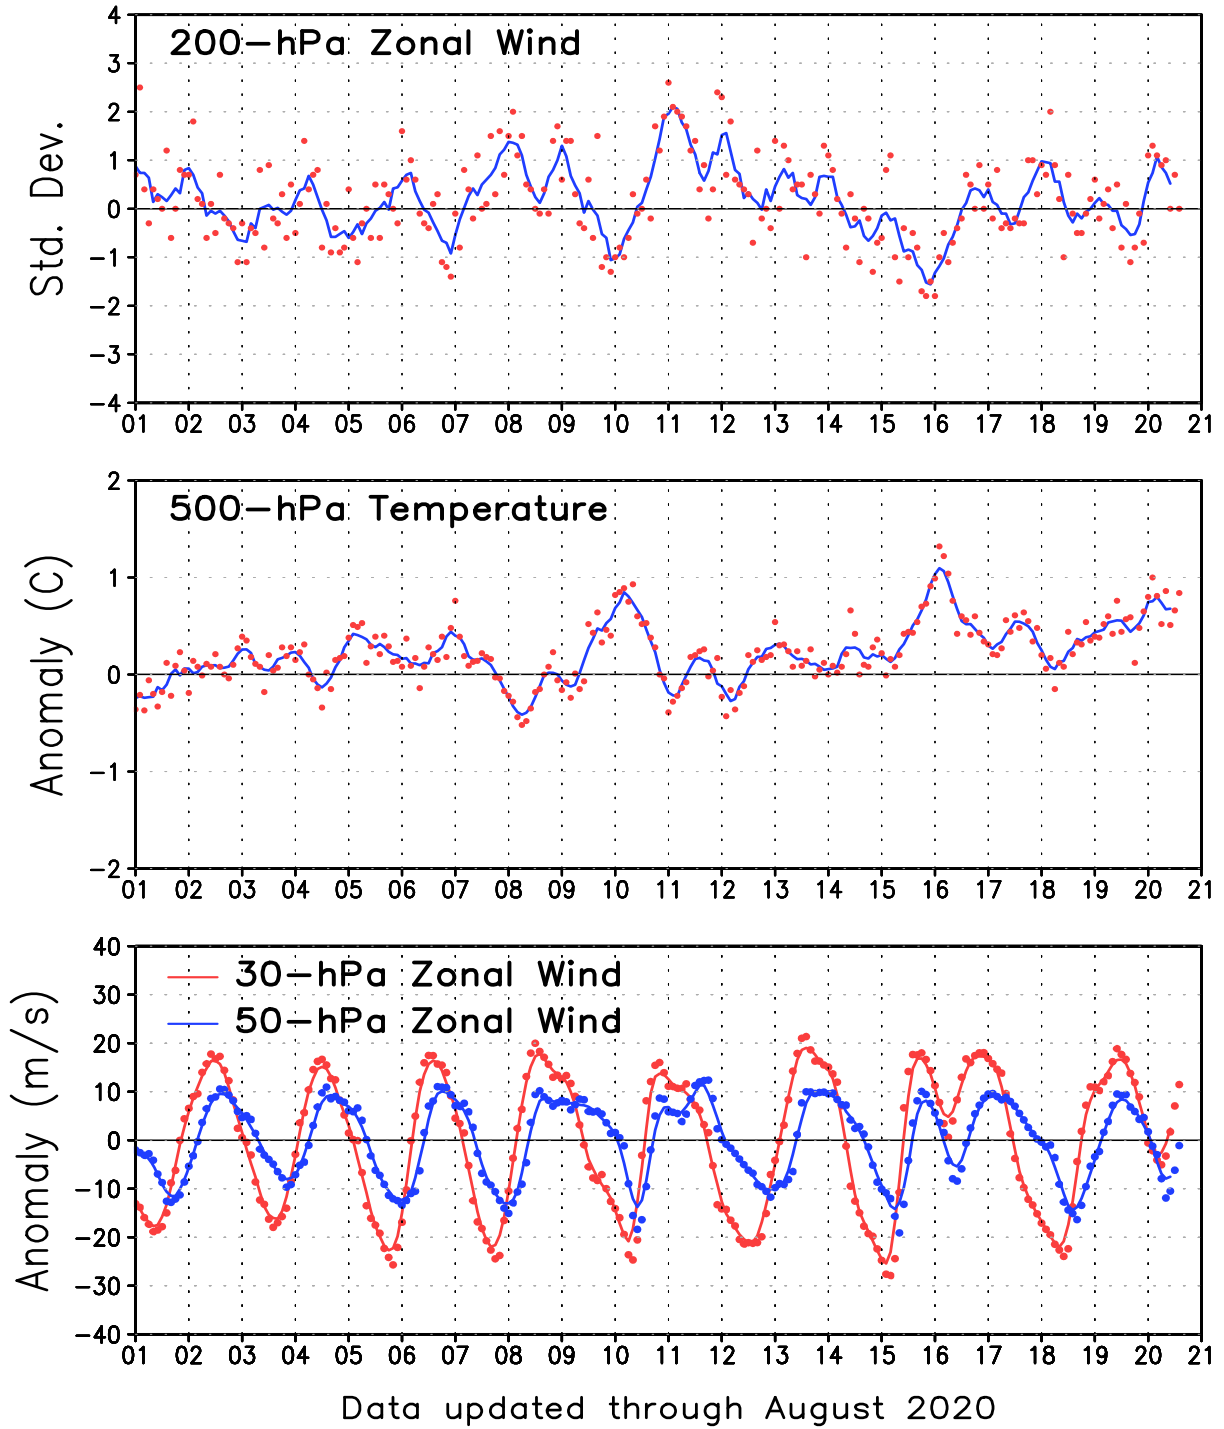 200-hPa Zonal Wind
Std. Dev.
4
3
2
1
0
-1
-2
-3
-4
01 02 03 04 05 06 07 08 09 10 11 12 13 14 15 16 17 18 19 20 21
500-hPa Temperature
Anomaly (C)
2
1
0
-1
-2
01 02 03 04 05 06 07 08 09 10 11 12 13 14 15 16 17 18 19 20 21
30-hPa Zonal Wind
50-hPa Zonal Wind
Anomaly (m/s)
40
30
20
10
0
-10
-20
-30
-40
01 02 03 04 05 06 07 08 09 10 11 12 13 14 15 16 17 18 19 20 21
Data updated through August 2020